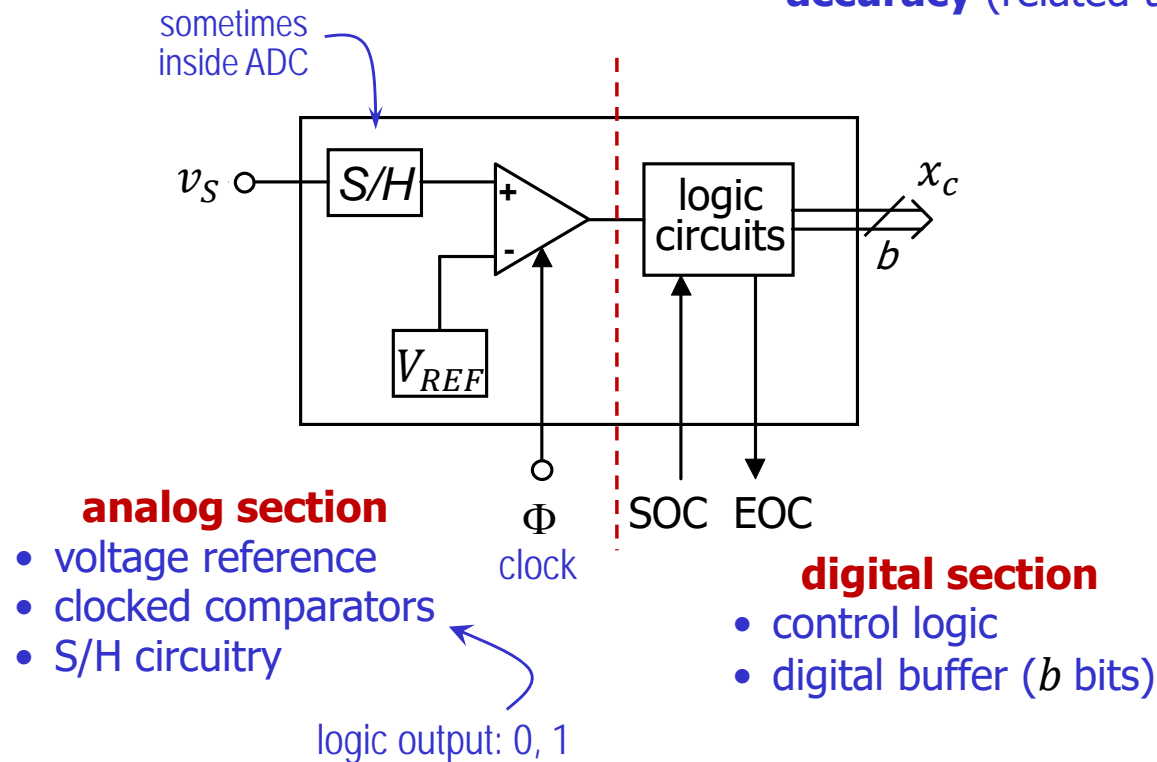 accuracy (related t
sometimes
inside ADC
v_S
S/H
+
-
V_REF
logic
circuits
x_c
b
Φ
clock
SOC EOC
analog section
• voltage reference
• clocked comparators
• S/H circuitry
logic output: 0, 1
digital section
• control logic
• digital buffer (b bits)